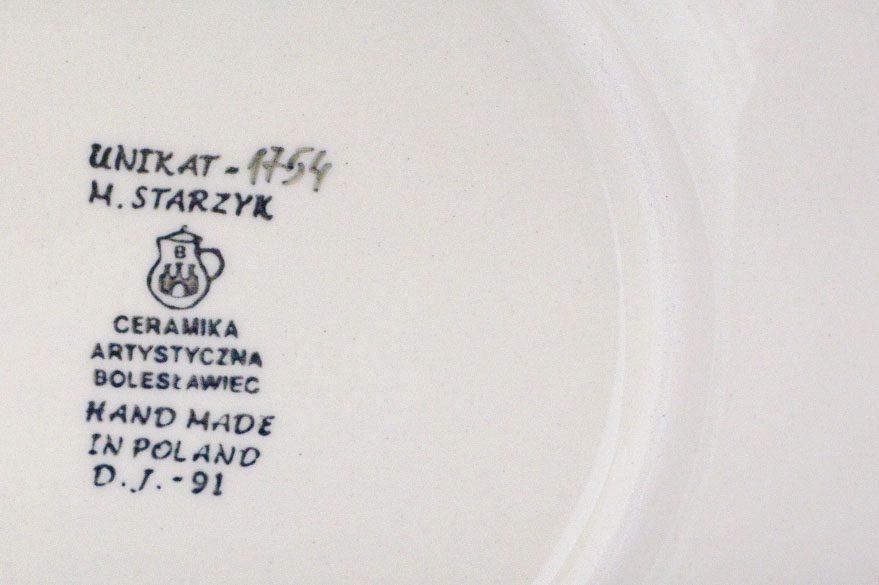 UNIKAT - 1754
M. STARZYK
B
CERAMIKA
ARTYSTYCZNA
BOLESŁAWIEC
HAND MADE
IN POLAND
D.J.-91